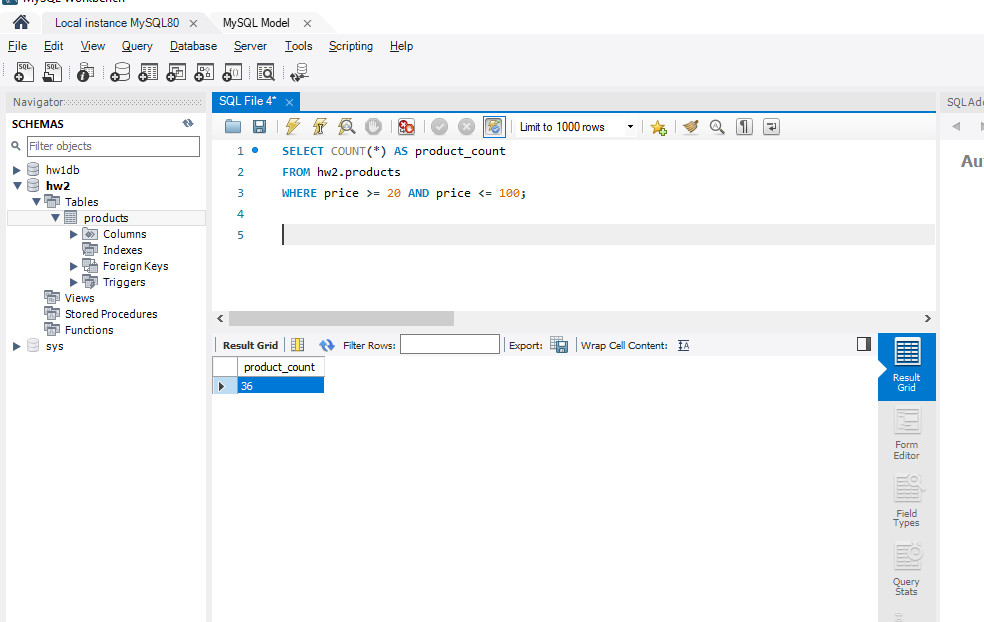 MySQL Workbench
Local instance MySQL80
MySQL Model
File Edit View Query Database Server Tools Scripting Help
Navigator
SQL File 4*
SQLAd
SCHEMAS
Filter objects
Limit to 1000 rows
hw1db
hw2
Tables
products
Columns
Indexes
Foreign Keys
Triggers
Views
Stored Procedures
Functions
sys
1 SELECT COUNT(*) AS product_count
2 FROM hw2.products
3 WHERE price >= 20 AND price <= 100;
4
5
Au
Result Grid
Filter Rows:
Export:
Wrap Cell Content:
product_count
36
Result
Grid
Form
Editor
Field
Types
Query
Stats